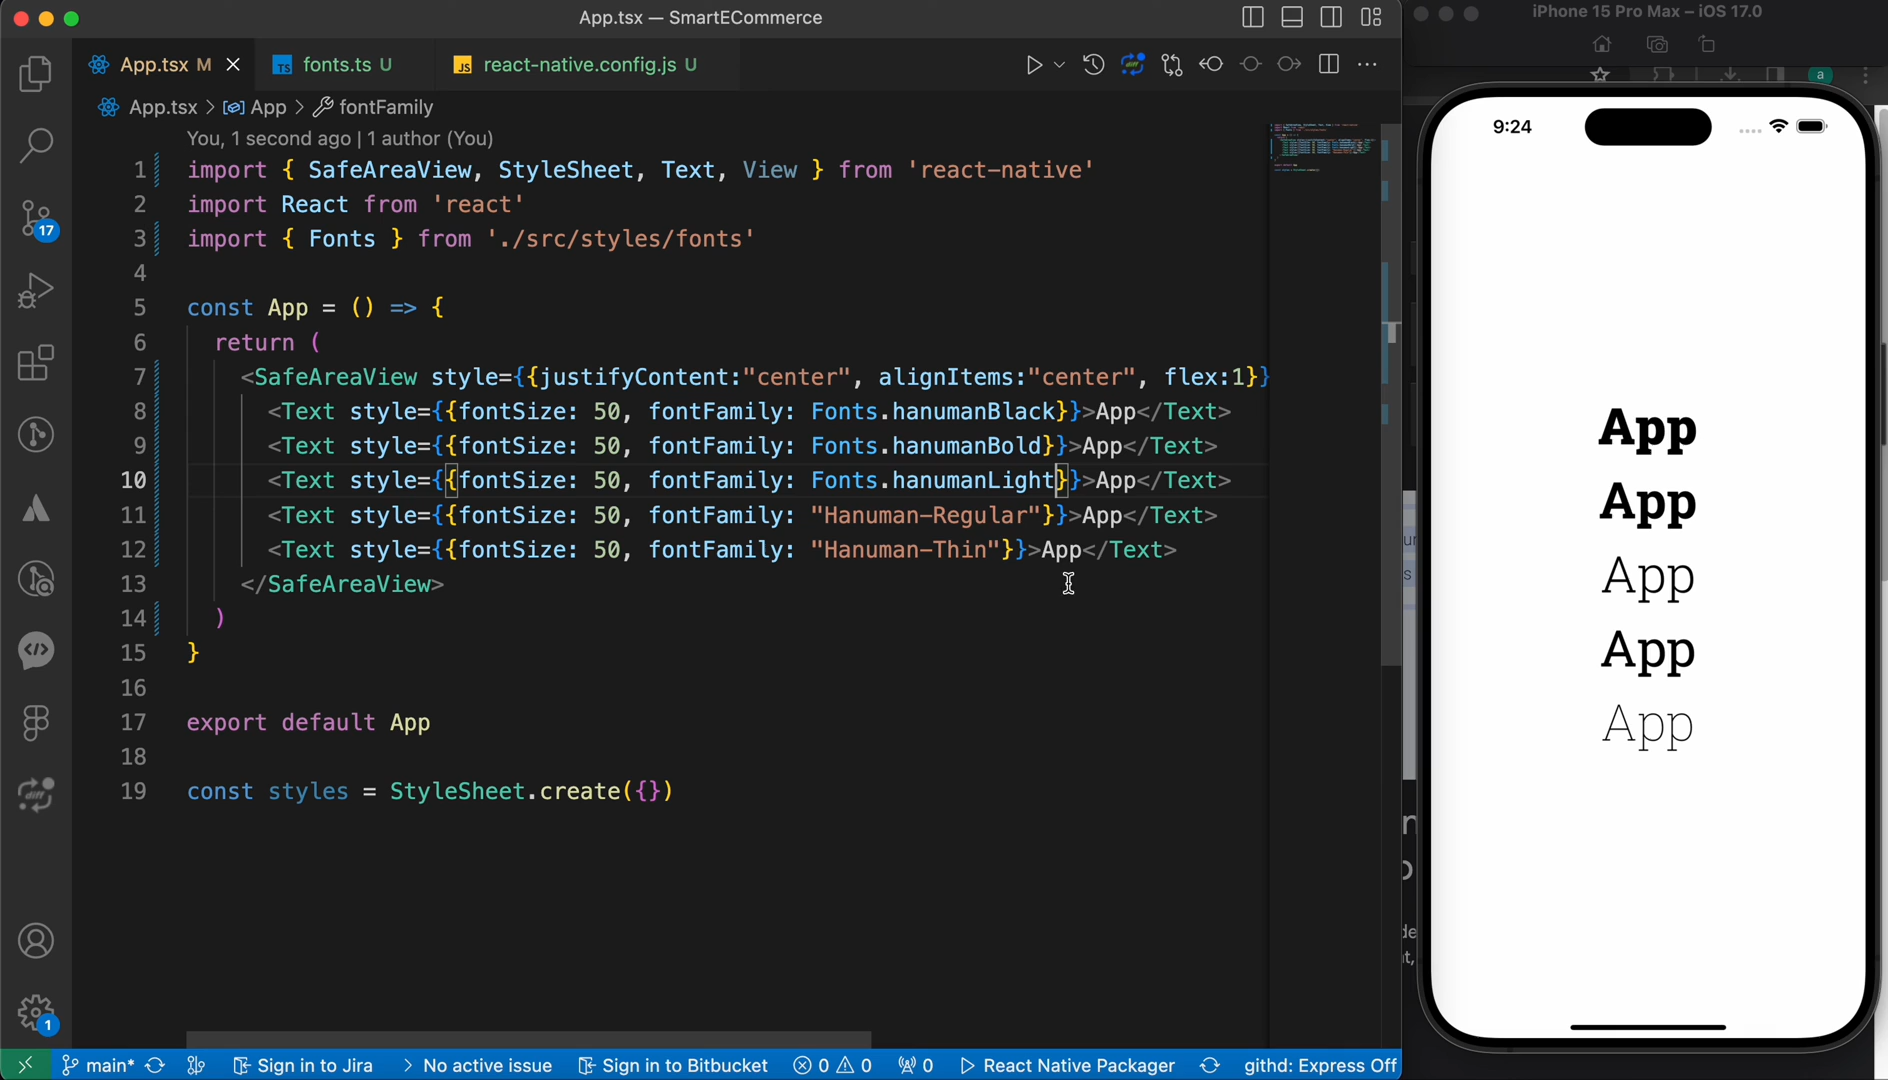 App.tsx — SmartECommerce
App.tsx M
fonts.ts U
JS react-native.config.js U
App.tsx > App > fontFamily
You, 1 second ago | 1 author (You)
1 import { SafeAreaView, StyleSheet, Text, View } from 'react-native'
2 import React from 'react'
3 import { Fonts } from './src/styles/fonts'
4
5 const App = () => {
6 return (
7 <SafeAreaView style={{justifyContent:"center", alignItems:"center", flex:1}}
8 <Text style={{fontSize: 50, fontFamily: Fonts.hanumanBlack}}>App</Text>
9 <Text style={{fontSize: 50, fontFamily: Fonts.hanumanBold}}>App</Text>
10 <Text style={{fontSize: 50, fontFamily: Fonts.hanumanLight}}>App</Text>
11 <Text style={{fontSize: 50, fontFamily: "Hanuman-Regular"}}>App</Text>
12 <Text style={{fontSize: 50, fontFamily: "Hanuman-Thin"}}>App</Text>
13 </SafeAreaView>
14 )
15 }
16
17 export default App
18
19 const styles = StyleSheet.create({})
17
1
main* Sign in to Jira > No active issue Sign in to Bitbucket 0 0 0 React Native Packager githd: Express Off
iPhone 15 Pro Max – iOS 17.0
a
9:24
App
App
App
App
App